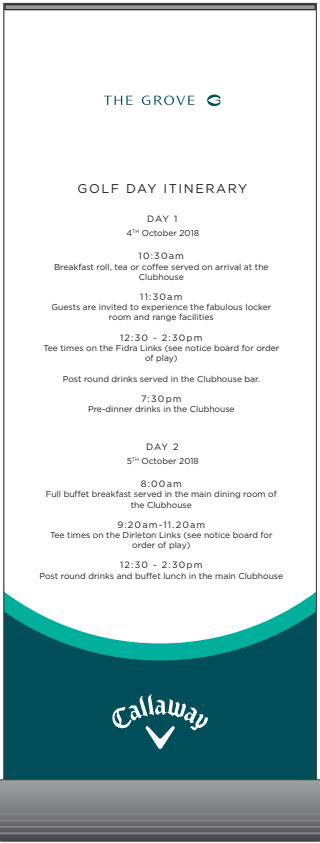 THE GROVE
GOLF DAY ITINERARY
DAY 1
4TH October 2018
10:30am
Breakfast roll, tea or coffee served on arrival at the
Clubhouse
11:30am
Guests are invited to experience the fabulous locker
room and range facilities
12:30 - 2:30pm
Tee times on the Fidra Links (see notice board for order
of play)
Post round drinks served in the Clubhouse bar.
7:30pm
Pre-dinner drinks in the Clubhouse
DAY 2
5TH October 2018
8:00am
Full buffet breakfast served in the main dining room of
the Clubhouse
9:20am-11.20am
Tee times on the Dirleton Links (see notice board for
order of play)
12:30 - 2:30pm
Post round drinks and buffet lunch in the main Clubhouse
Callaway